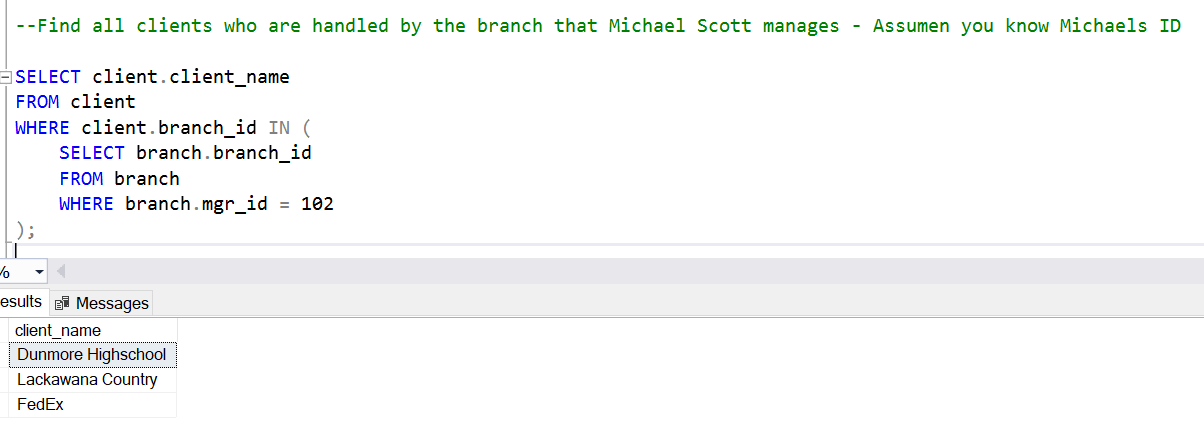 --Find all clients who are handled by the branch that Michael Scott manages - Assumen you know Michaels ID
SELECT client.client_name
FROM client
WHERE client.branch_id IN (
SELECT branch.branch_id
FROM branch
WHERE branch.mgr_id = 102
);
%
esults Messages
client_name
Dunmore Highschool
Lackawana Country
FedEx